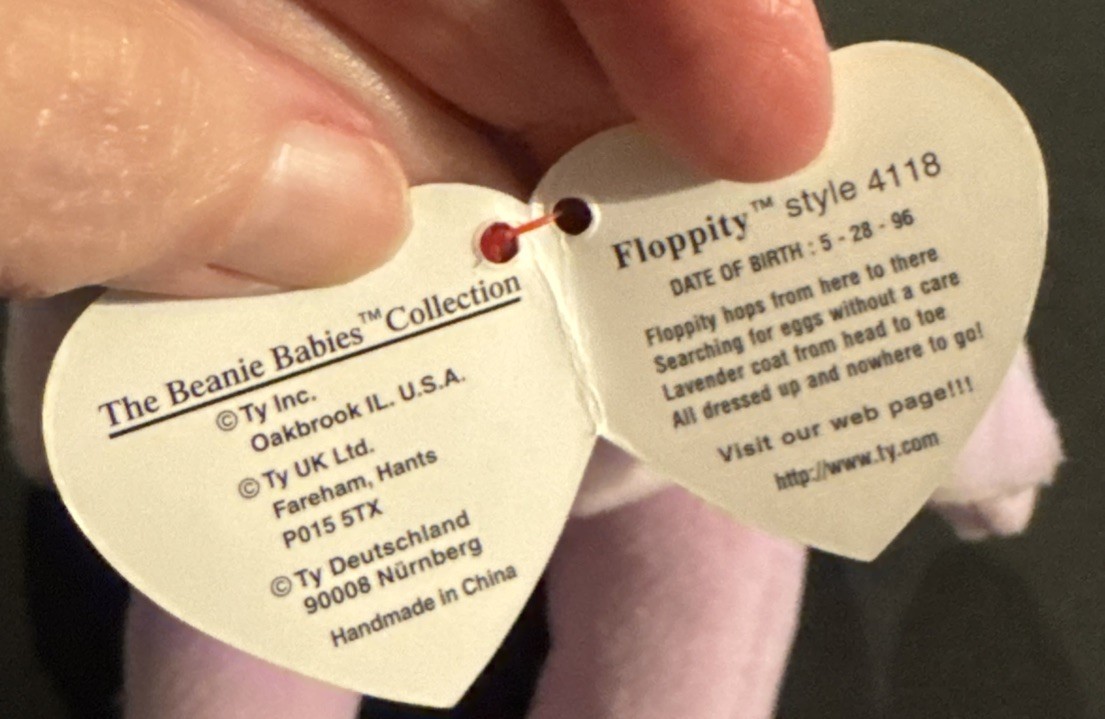 The Beanie Babies™ Collection
© Ty Inc.
Oakbrook IL. U.S.A.
© Ty UK Ltd.
Fareham, Hants
P015 5TX
© Ty Deutschland
90008 Nürnberg
Handmade in China
Floppity™ style 4118
DATE OF BIRTH : 5 - 28 - 96
Floppity hops from here to there
Searching for eggs without a care
Lavender coat from head to toe
All dressed up and nowhere to go!
Visit our web page!!!
http://www.ty.com